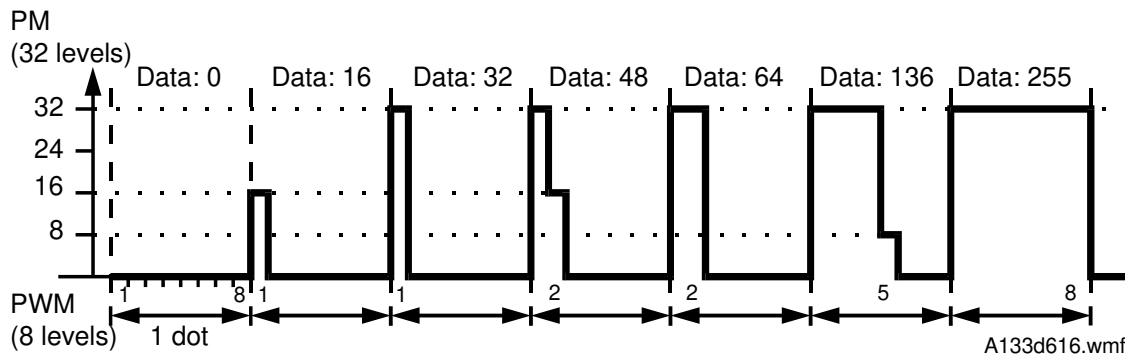 PM
(32 levels)
Data: 0 Data: 16 Data: 32 Data: 48 Data: 64 Data: 136 Data: 255
32
24
16
8
1 8 1 1 2 2 5 8
PWM
(8 levels)
1 dot
A133d616.wmf